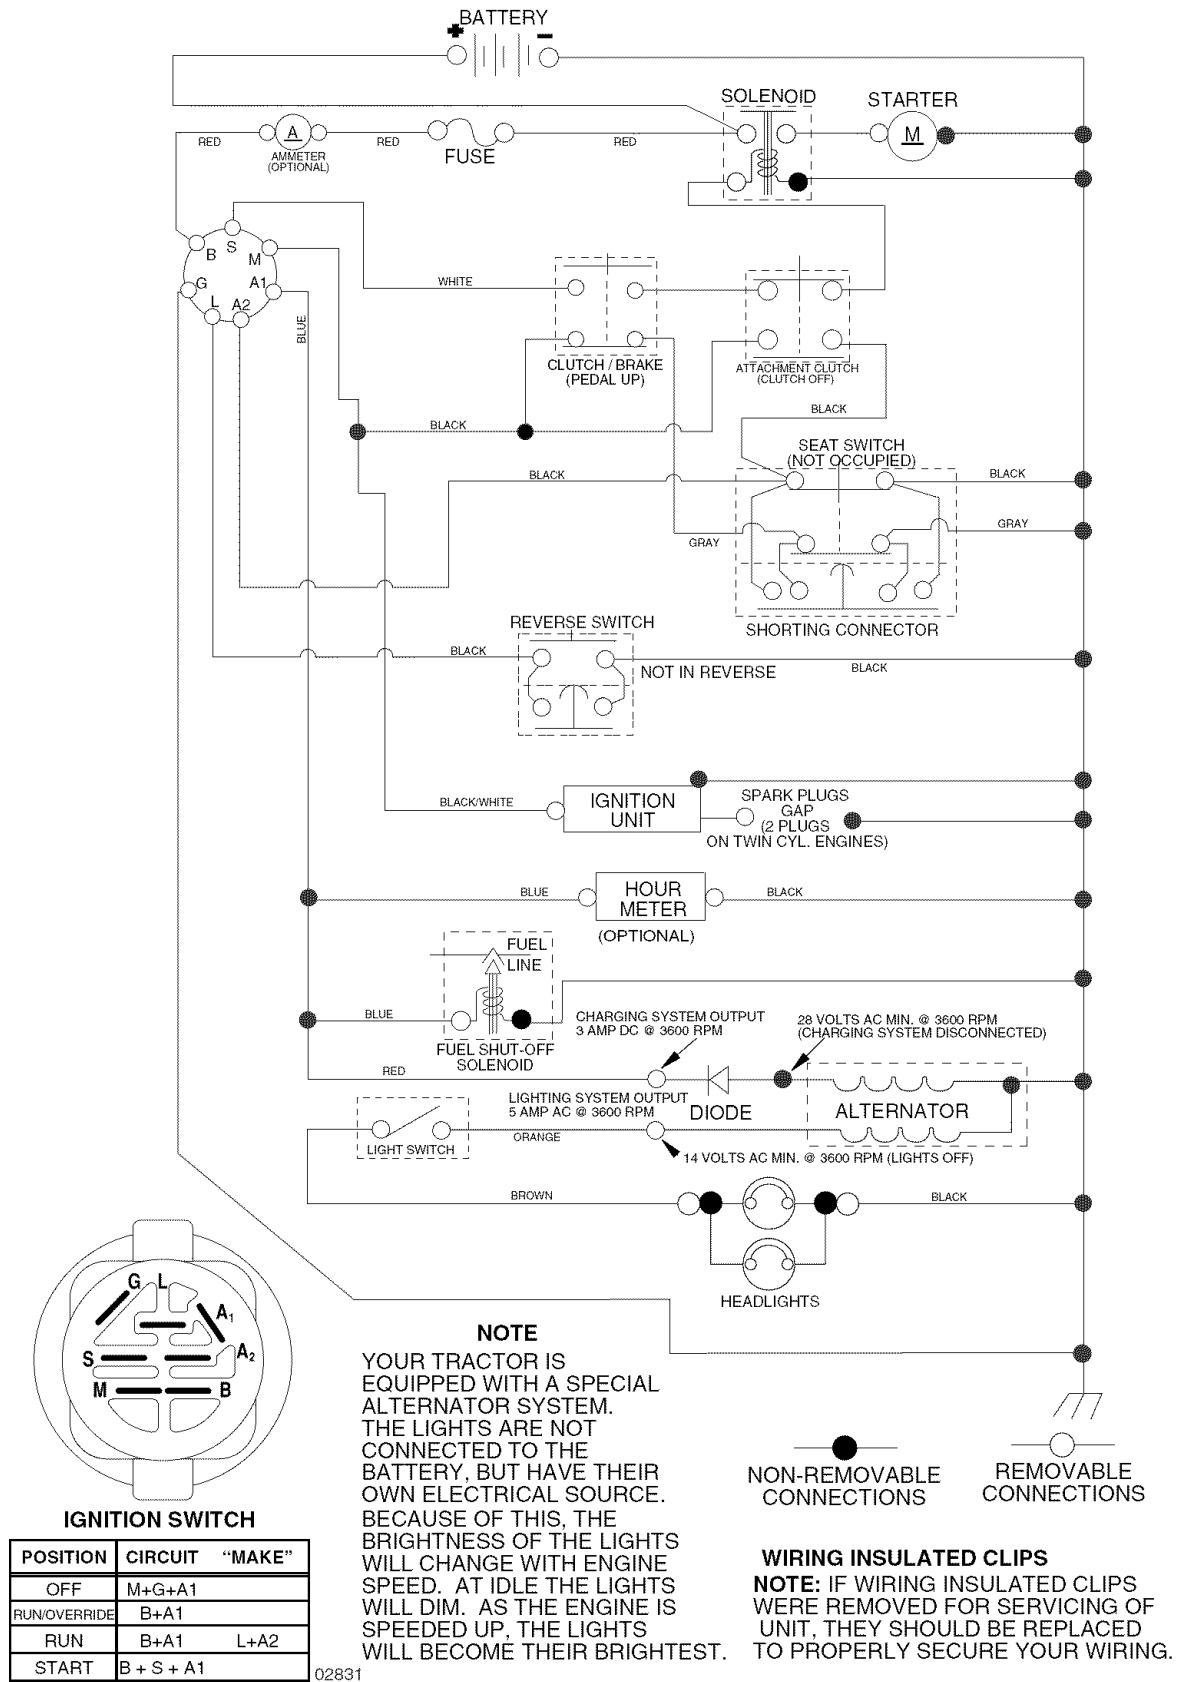 BATTERY
+ –
SOLENOID
STARTER
RED
A
RED
RED
M
AMMETER
(OPTIONAL)
FUSE
B
S
M
G
A1
L
A2
WHITE
BLUE
CLUTCH / BRAKE
(PEDAL UP)
ATTACHMENT CLUTCH
(CLUTCH OFF)
BLACK
BLACK
SEAT SWITCH
(NOT OCCUPIED)
BLACK
BLACK
GRAY
GRAY
SHORTING CONNECTOR
REVERSE SWITCH
BLACK
NOT IN REVERSE
BLACK
BLACK/WHITE
IGNITION
UNIT
SPARK PLUGS
GAP
(2 PLUGS
ON TWIN CYL. ENGINES)
BLUE
HOUR
METER
BLACK
(OPTIONAL)
FUEL
LINE
BLUE
FUEL SHUT-OFF
SOLENOID
CHARGING SYSTEM OUTPUT
3 AMP DC @ 3600 RPM
28 VOLTS AC MIN. @ 3600 RPM
(CHARGING SYSTEM DISCONNECTED)
RED
LIGHTING SYSTEM OUTPUT
5 AMP AC @ 3600 RPM
DIODE
ALTERNATOR
LIGHT SWITCH
ORANGE
14 VOLTS AC MIN. @ 3600 RPM (LIGHTS OFF)
BROWN
BLACK
HEADLIGHTS
G L
A1
S
A2
M
B
IGNITION SWITCH
POSITION CIRCUIT "MAKE"
OFF M+G+A1
RUN/OVERRIDE B+A1
RUN B+A1 L+A2
START B + S + A1
02831
NOTE
YOUR TRACTOR IS
EQUIPPED WITH A SPECIAL
ALTERNATOR SYSTEM.
THE LIGHTS ARE NOT
CONNECTED TO THE
BATTERY, BUT HAVE THEIR
OWN ELECTRICAL SOURCE.
BECAUSE OF THIS, THE
BRIGHTNESS OF THE LIGHTS
WILL CHANGE WITH ENGINE
SPEED. AT IDLE THE LIGHTS
WILL DIM. AS THE ENGINE IS
SPEEDED UP, THE LIGHTS
WILL BECOME THEIR BRIGHTEST.
NON-REMOVABLE
CONNECTIONS
REMOVABLE
CONNECTIONS
WIRING INSULATED CLIPS
NOTE: IF WIRING INSULATED CLIPS
WERE REMOVED FOR SERVICING OF
UNIT, THEY SHOULD BE REPLACED
TO PROPERLY SECURE YOUR WIRING.